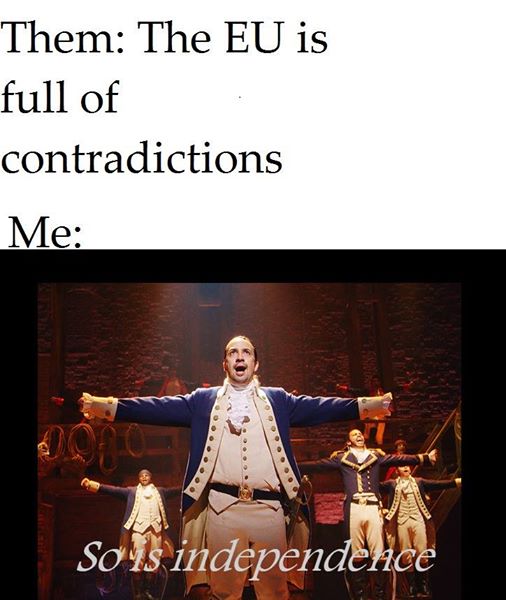 Them: The EU is
full of
contradictions
Me:
So is independence